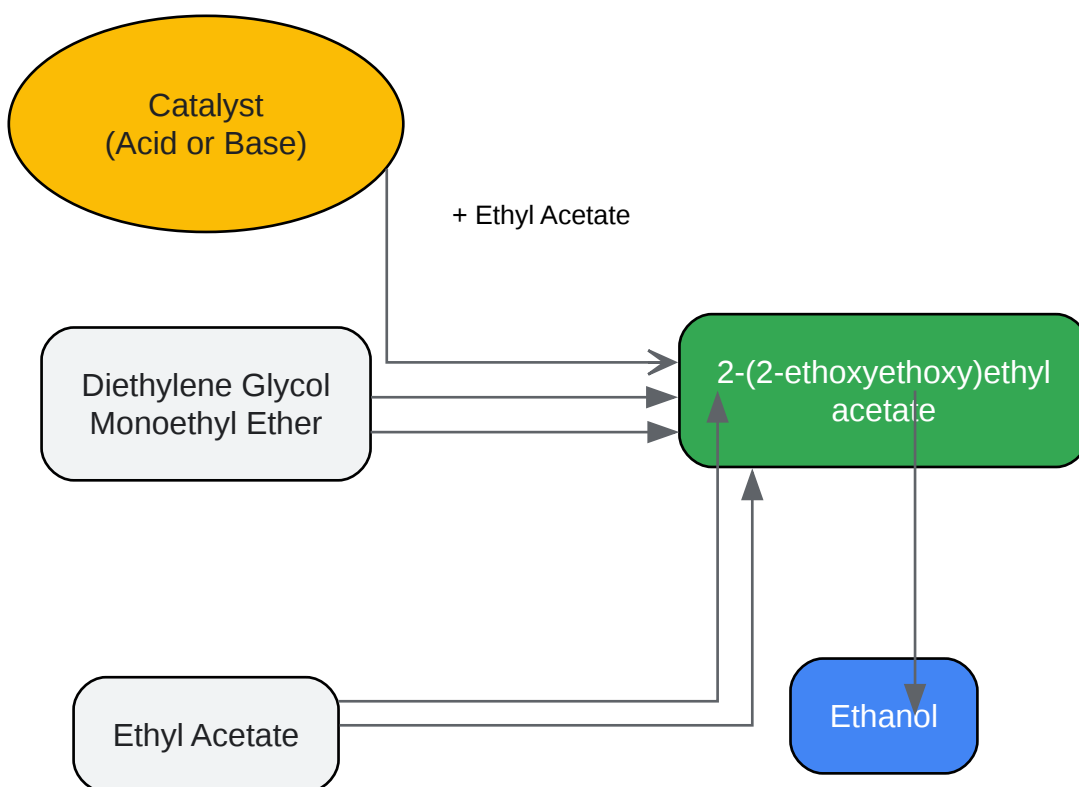 Catalyst
(Acid or Base)
+ Ethyl Acetate
Diethylene Glycol
Monoethyl Ether
2-(2-ethoxyethoxy)ethyl
acetate
Ethyl Acetate
Ethanol